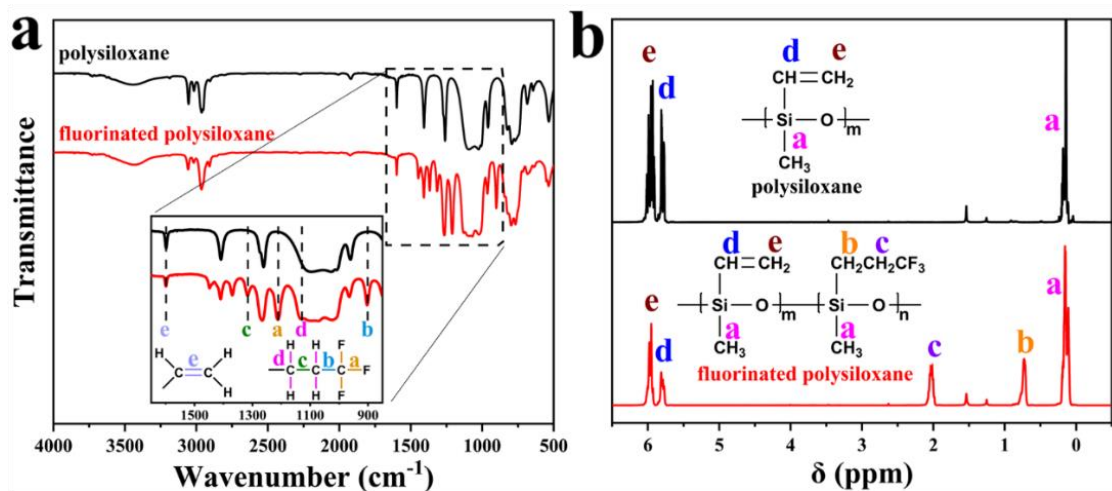 a
polysiloxane
fluorinated polysiloxane
Transmittance
e c a d b
e
C C
H H
H
H H F
d c b a
C C C F
H H F
1500 1300 1100 900
4000 3500 3000 2500 2000 1500 1000 500
Wavenumber (cm-1)
b
e
d
d e
CH CH2
Si O m
a
CH3
polysiloxane
a
d e b c
CH CH2 CH2CH2CF3
Si O m Si O n
a a
CH3 CH3
fluorinated polysiloxane
e
d
c
b
a
6 5 4 3 2 1 0
δ (ppm)